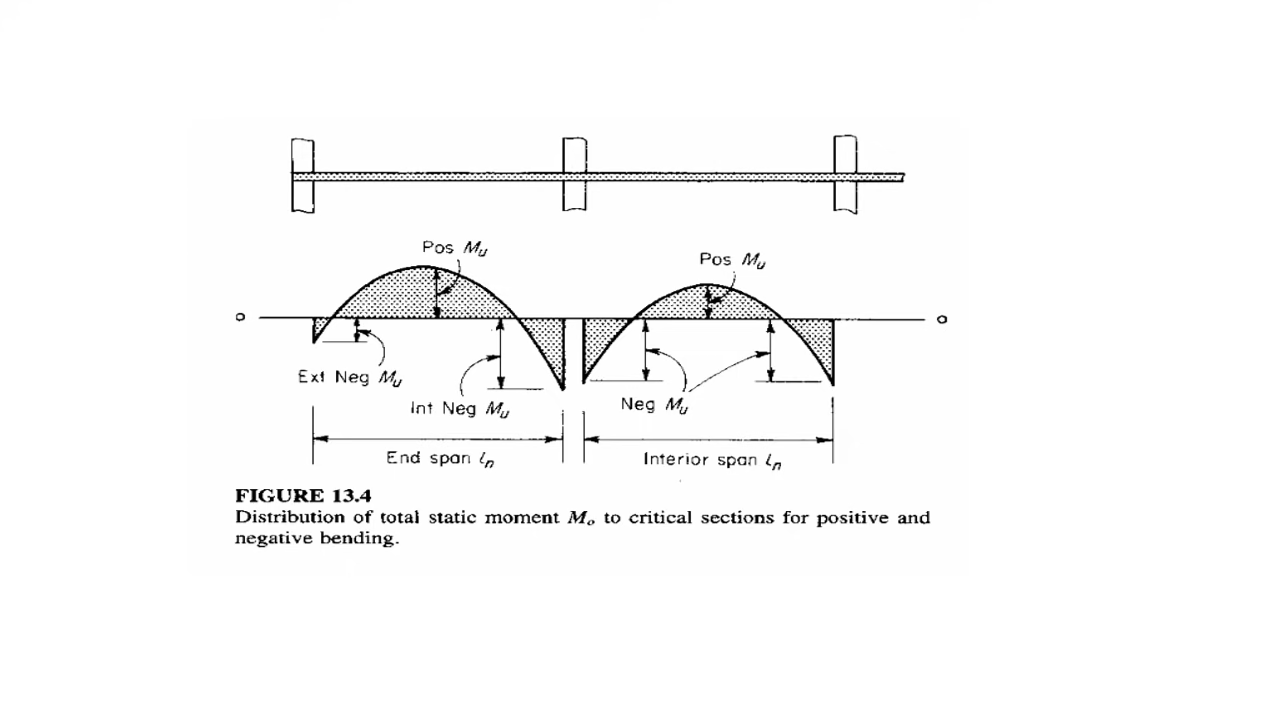 Pos Mu
Pos Mu
o
o
Ext Neg Mu
Int Neg Mu
Neg Mu
End span ln
Interior span ln
FIGURE 13.4
Distribution of total static moment Mo to critical sections for positive and
negative bending.